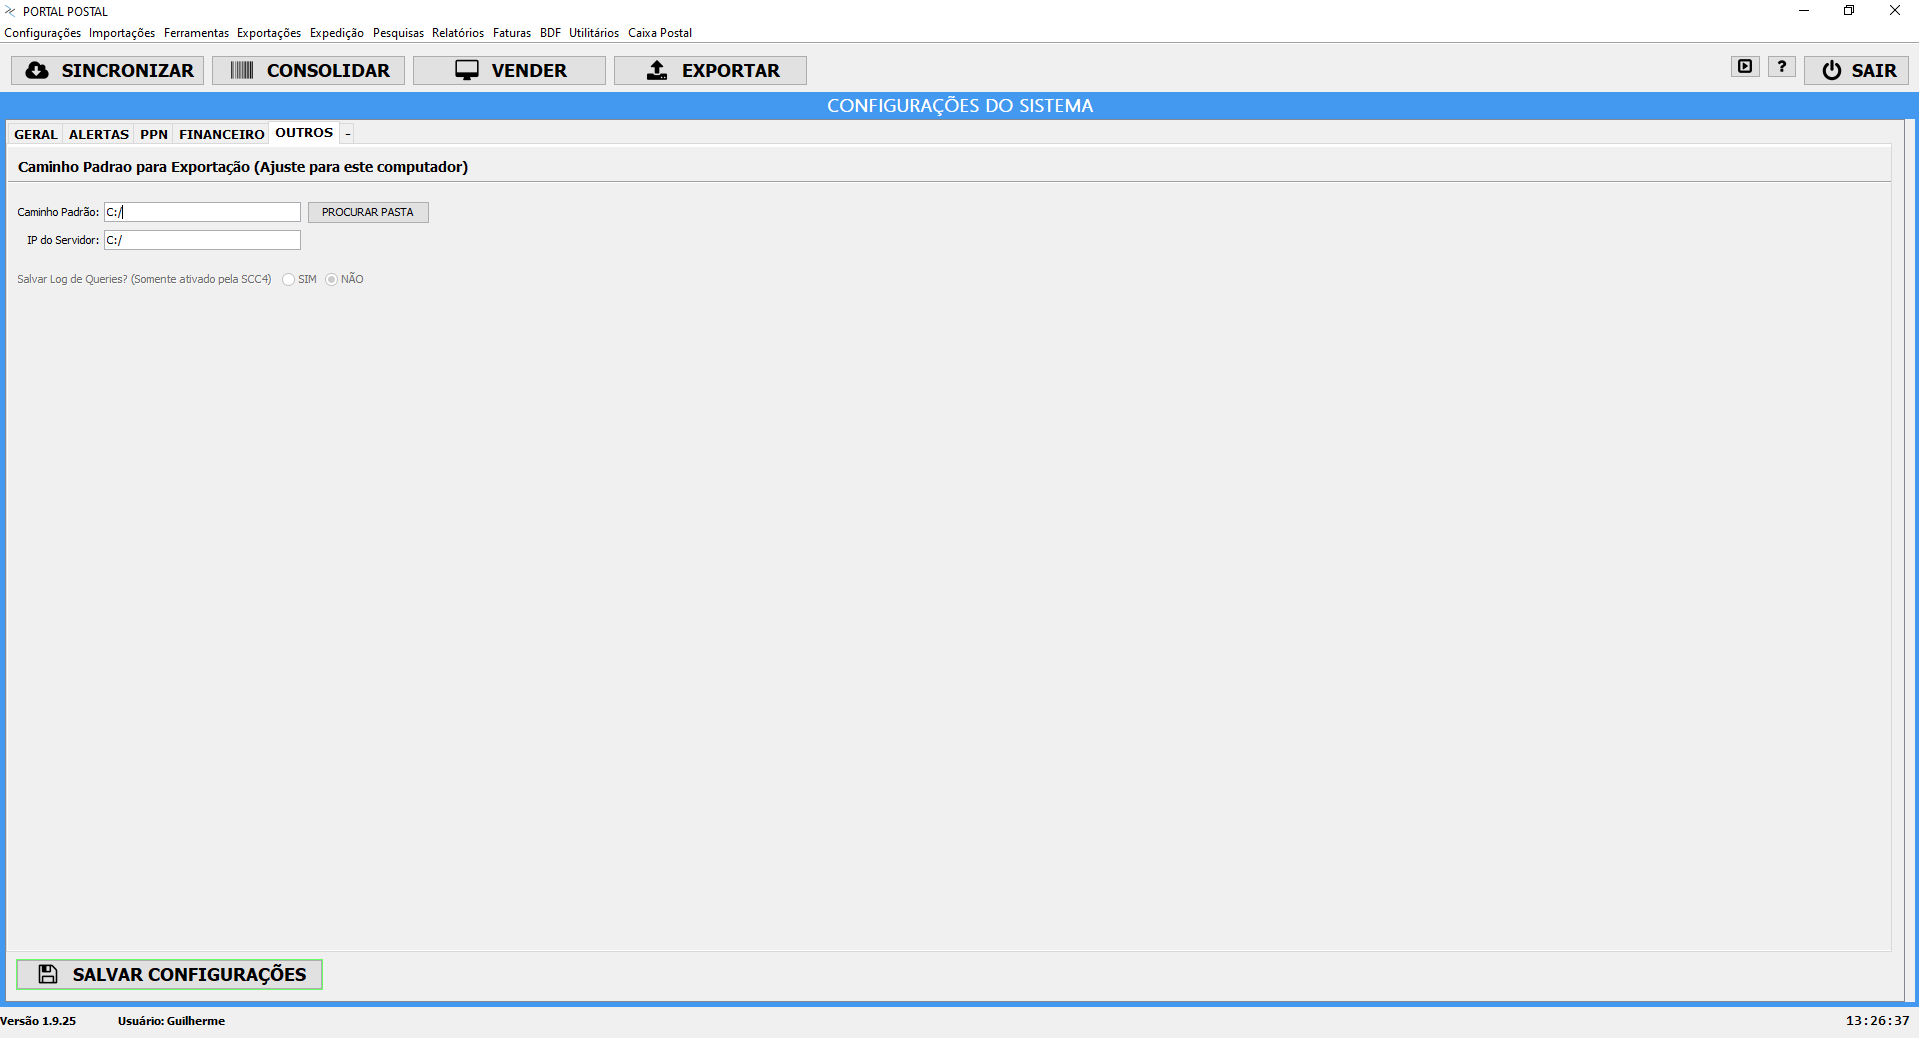 PORTAL POSTAL
Configurações Importações Ferramentas Exportações Expedição Pesquisas Relatórios Faturas BDF Utilitários Caixa Postal
SINCRONIZAR CONSOLIDAR VENDER EXPORTAR ? SAIR
CONFIGURAÇÕES DO SISTEMA
GERAL ALERTAS PPN FINANCEIRO OUTROS -
Caminho Padrao para Exportação (Ajuste para este computador)
Caminho Padrão: C:/ PROCURAR PASTA
IP do Servidor: C:/
Salvar Log de Queries? (Somente ativado pela SCC4) SIM NÃO
SALVAR CONFIGURAÇÕES
Versão 1.9.25 Usuário: Guilherme 13:26:37